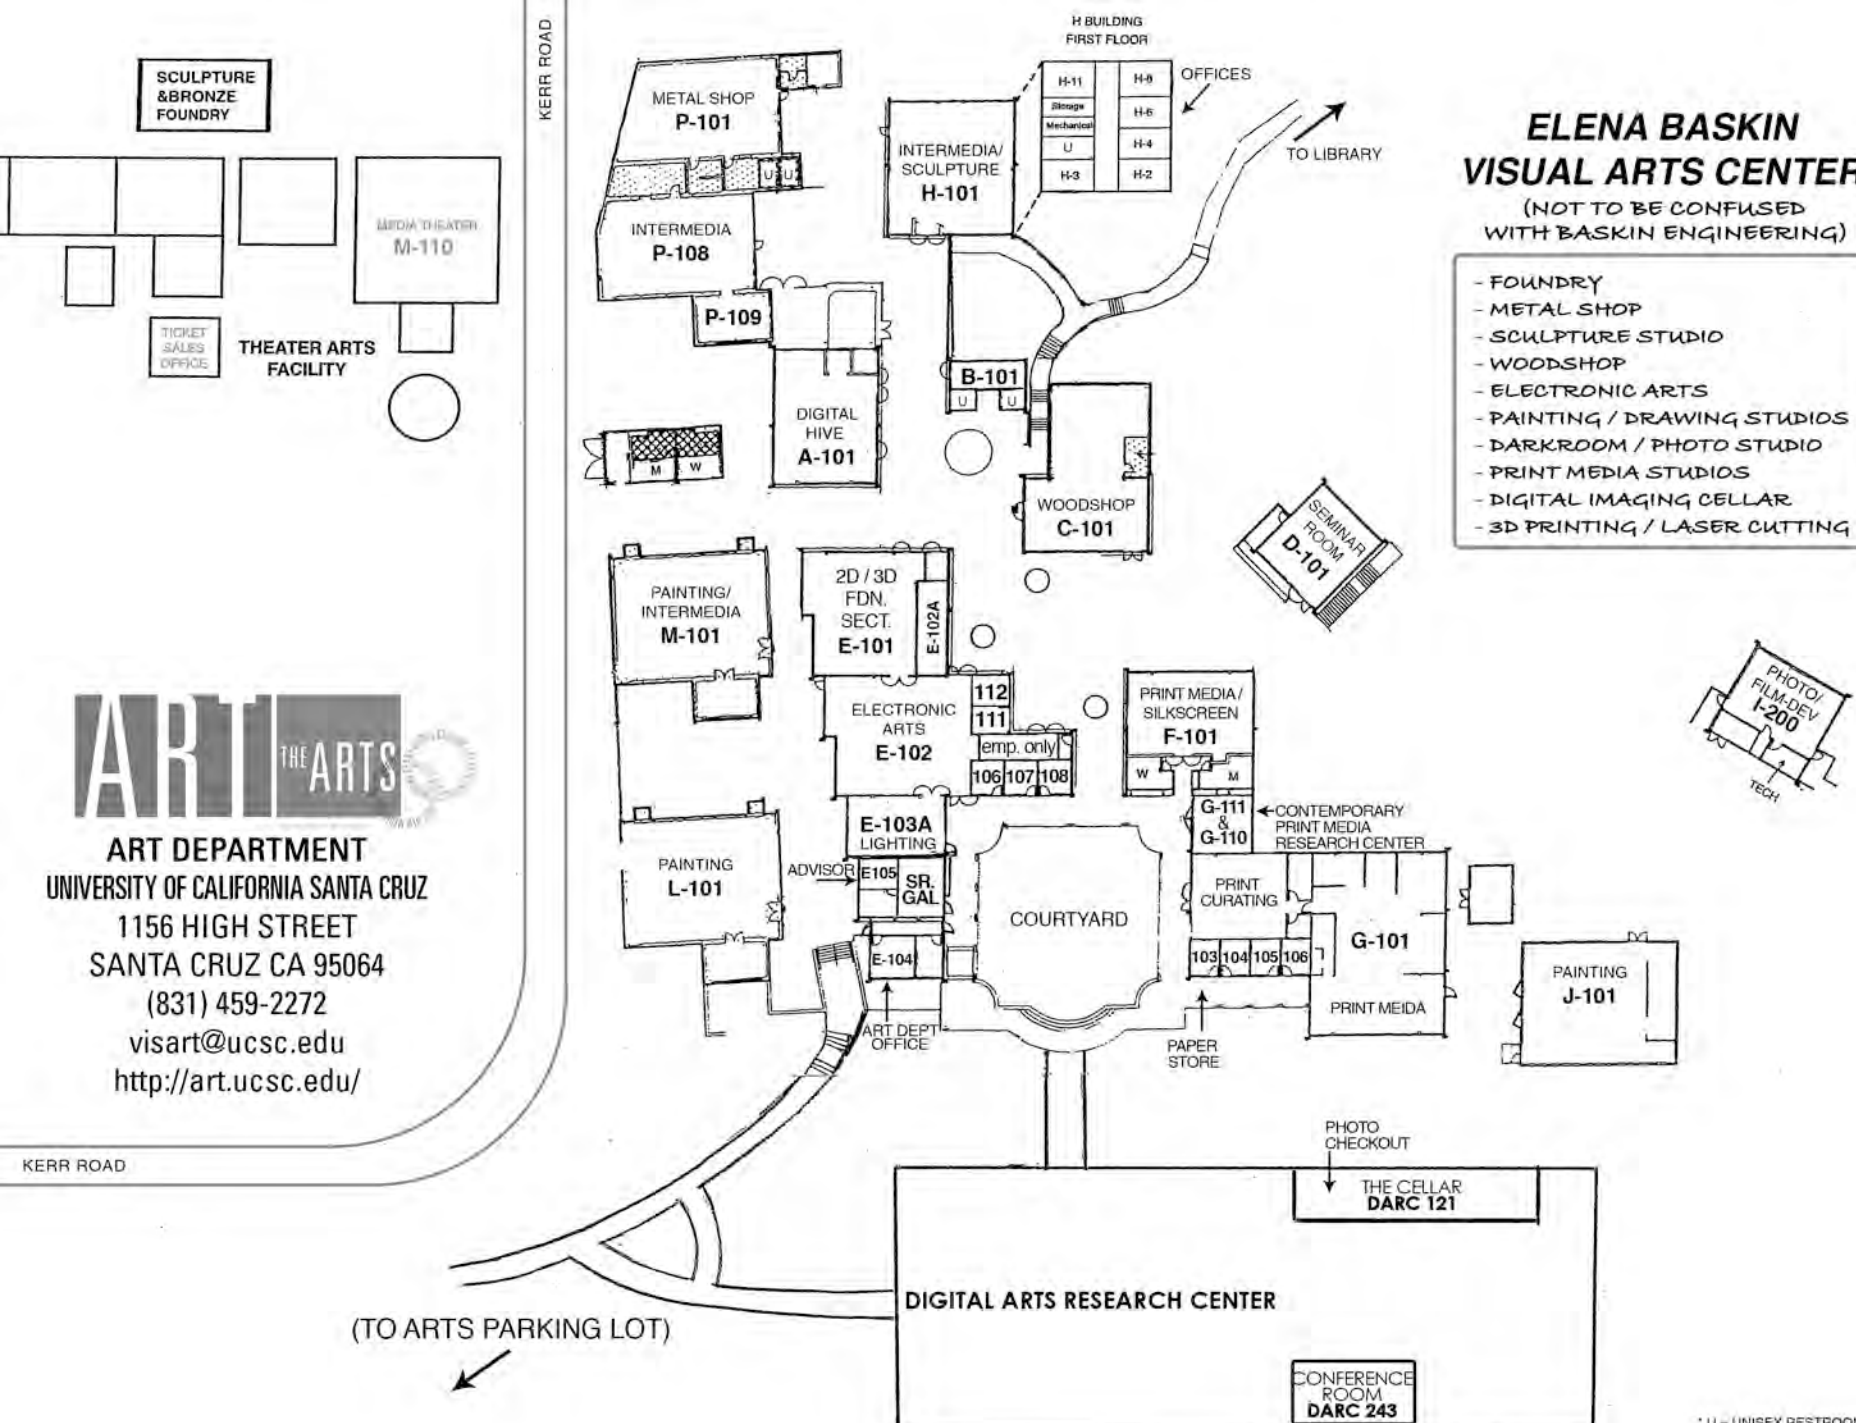 KERR ROAD
SCULPTURE
&BRONZE
FOUNDRY
MEDIA THEATER
M-110
TICKET
SALES
OFFICE
THEATER ARTS
FACILITY
METAL SHOP
P-101
U U
INTERMEDIA
P-108
P-109
DIGITAL
HIVE
A-101
M W
H BUILDING
FIRST FLOOR
H-11
Storage
Mechanical
U
H-3
H-8
H-6
H-4
H-2
OFFICES
TO LIBRARY
INTERMEDIA/
SCULPTURE
H-101
B-101
U U
WOODSHOP
C-101
SEMINAR
ROOM
D-101
ELENA BASKIN
VISUAL ARTS CENTER
(NOT TO BE CONFUSED
WITH BASKIN ENGINEERING)
- FOUNDRY
- METAL SHOP
- SCULPTURE STUDIO
- WOODSHOP
- ELECTRONIC ARTS
- PAINTING / DRAWING STUDIOS
- DARKROOM / PHOTO STUDIO
- PRINT MEDIA STUDIOS
- DIGITAL IMAGING CELLAR
- 3D PRINTING / LASER CUTTING
PAINTING/
INTERMEDIA
M-101
2D / 3D
FDN.
SECT.
E-101
E-102A
ELECTRONIC
ARTS
E-102
112
111
emp. only
106 107 108
PRINT MEDIA /
SILKSCREEN
F-101
W M
PHOTO/
FILM-DEV
I-200
TECH
G-111
&
G-110
CONTEMPORARY
PRINT MEDIA
RESEARCH CENTER
E-103A
LIGHTING
ADVISOR
E105
SR.
GAL
PAINTING
L-101
E-104
ART DEPT
OFFICE
COURTYARD
PRINT
CURATING
103 104 105 106
G-101
PRINT MEIDA
PAPER
STORE
PAINTING
J-101
ART THE ARTS
ART DEPARTMENT
UNIVERSITY OF CALIFORNIA SANTA CRUZ
1156 HIGH STREET
SANTA CRUZ CA 95064
(831) 459-2272
visart@ucsc.edu
http://art.ucsc.edu/
KERR ROAD
PHOTO
CHECKOUT
THE CELLAR
DARC 121
DIGITAL ARTS RESEARCH CENTER
(TO ARTS PARKING LOT)
CONFERENCE
ROOM
DARC 243